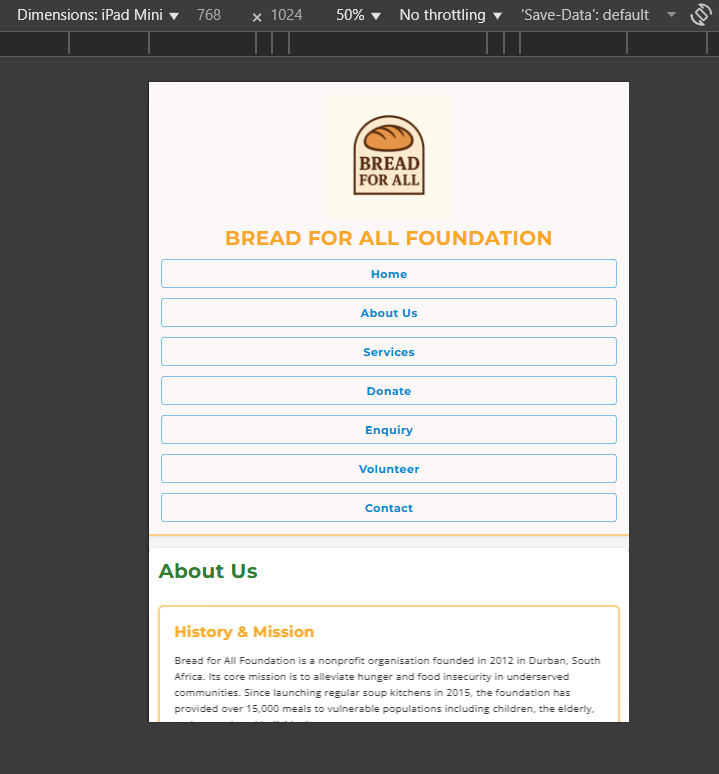 Dimensions: iPad Mini ▼ 768 × 1024 50% ▼ No throttling ▼ 'Save-Data': default ▼
BREAD
FOR ALL
BREAD FOR ALL FOUNDATION
Home
About Us
Services
Donate
Enquiry
Volunteer
Contact
About Us
History & Mission
Bread for All Foundation is a nonprofit organisation founded in 2012 in Durban, South
Africa. Its core mission is to alleviate hunger and food insecurity in underserved
communities. Since launching regular soup kitchens in 2015, the foundation has
provided over 15,000 meals to vulnerable populations including children, the elderly,